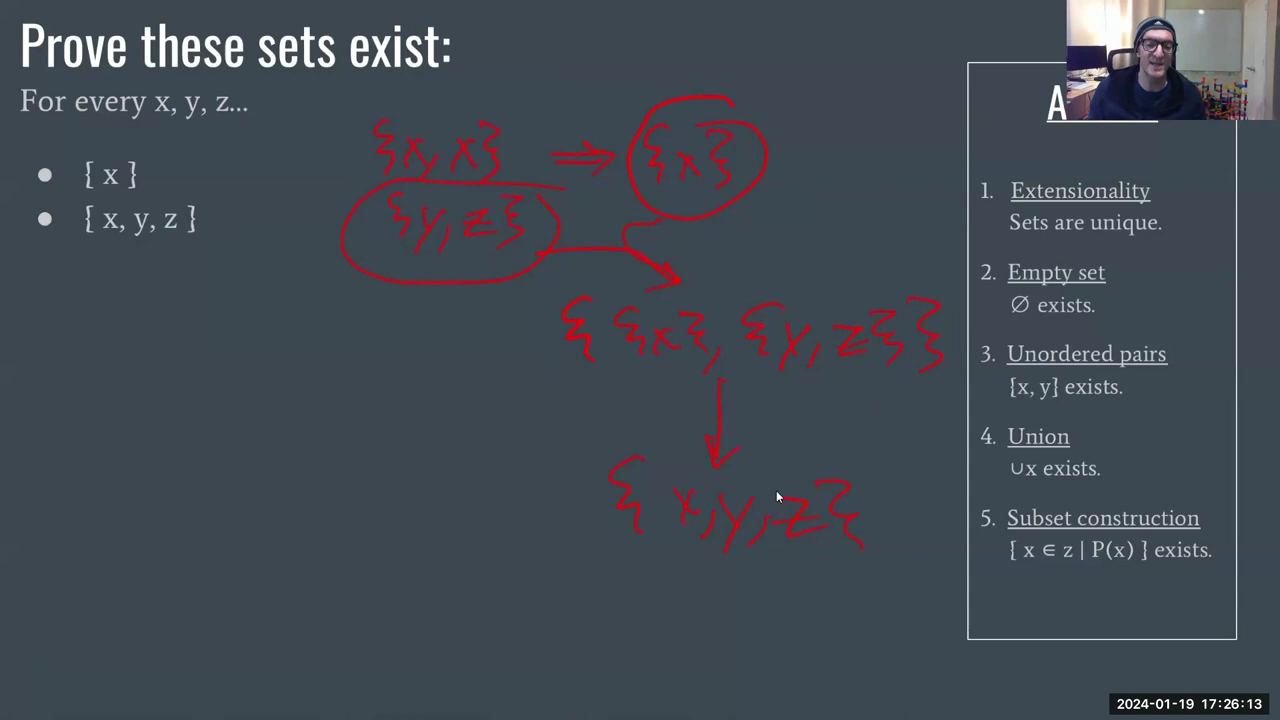 Prove these sets exist:
For every x, y, z...
● { x }
● { x, y, z }
{x, x} ⇒ {x}
{y, z}
{ {x}, {y, z} }
{ x, y, z }
A
1. Extensionality
Sets are unique.
2. Empty set
∅ exists.
3. Unordered pairs
{x, y} exists.
4. Union
∪x exists.
5. Subset construction
{ x ∈ z | P(x) } exists.
2024-01-19 17:26:13